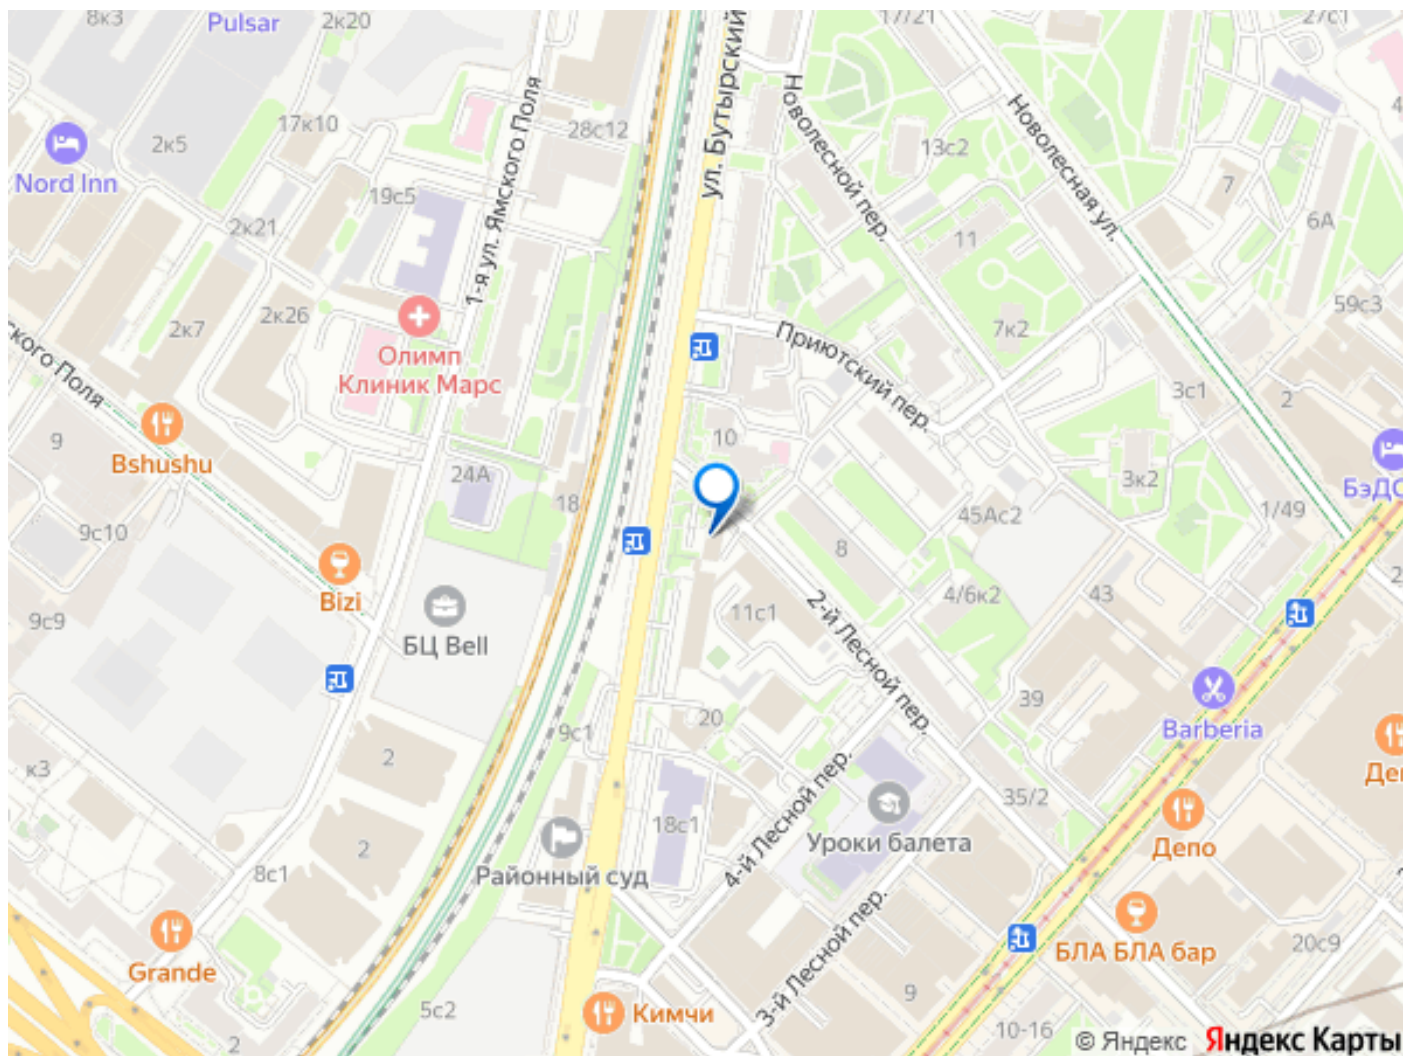 8к3
Pulsar
2к20
17/21
27с1
ул. Бутырский
1-я ул. Ямского Поля
Новолесной пер.
Новолесная ул.
17к10
28с12
2к5
Nord Inn
19с5
13с2
7
6А
2к21
11
59с3
2к26
2к7
7к2
Олимп
Клиник Марс
Приютский пер.
ского Поля
3с1
2
9
Bshushu
10
24А
18
3к2
БэДС
1/49
45Ас2
9с10
8
Bizi
БЦ Bell
9с9
11с1
4/6к2
43
2-й Лесной пер.
39
Barberia
20
9с1
2
к3
Деп
35/2
Депо
18с1
Уроки балета
4-й Лесной пер.
Районный суд
2
8с1
3-й Лесной пер.
БЛА БЛА бар
20с9
Grande
5с2
Кимчи
9
10-16
2
© Яндекс Яндекс Карты